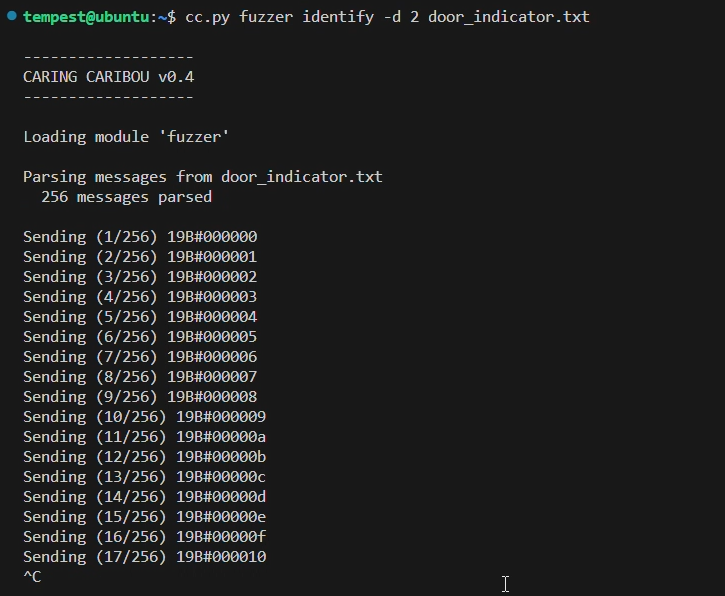 tempest@ubuntu:~$ cc.py fuzzer identify -d 2 door_indicator.txt
-------------------
CARING CARIBOU v0.4
-------------------
Loading module 'fuzzer'
Parsing messages from door_indicator.txt
  256 messages parsed
Sending (1/256) 19B#000000
Sending (2/256) 19B#000001
Sending (3/256) 19B#000002
Sending (4/256) 19B#000003
Sending (5/256) 19B#000004
Sending (6/256) 19B#000005
Sending (7/256) 19B#000006
Sending (8/256) 19B#000007
Sending (9/256) 19B#000008
Sending (10/256) 19B#000009
Sending (11/256) 19B#00000a
Sending (12/256) 19B#00000b
Sending (13/256) 19B#00000c
Sending (14/256) 19B#00000d
Sending (15/256) 19B#00000e
Sending (16/256) 19B#00000f
Sending (17/256) 19B#000010
^C